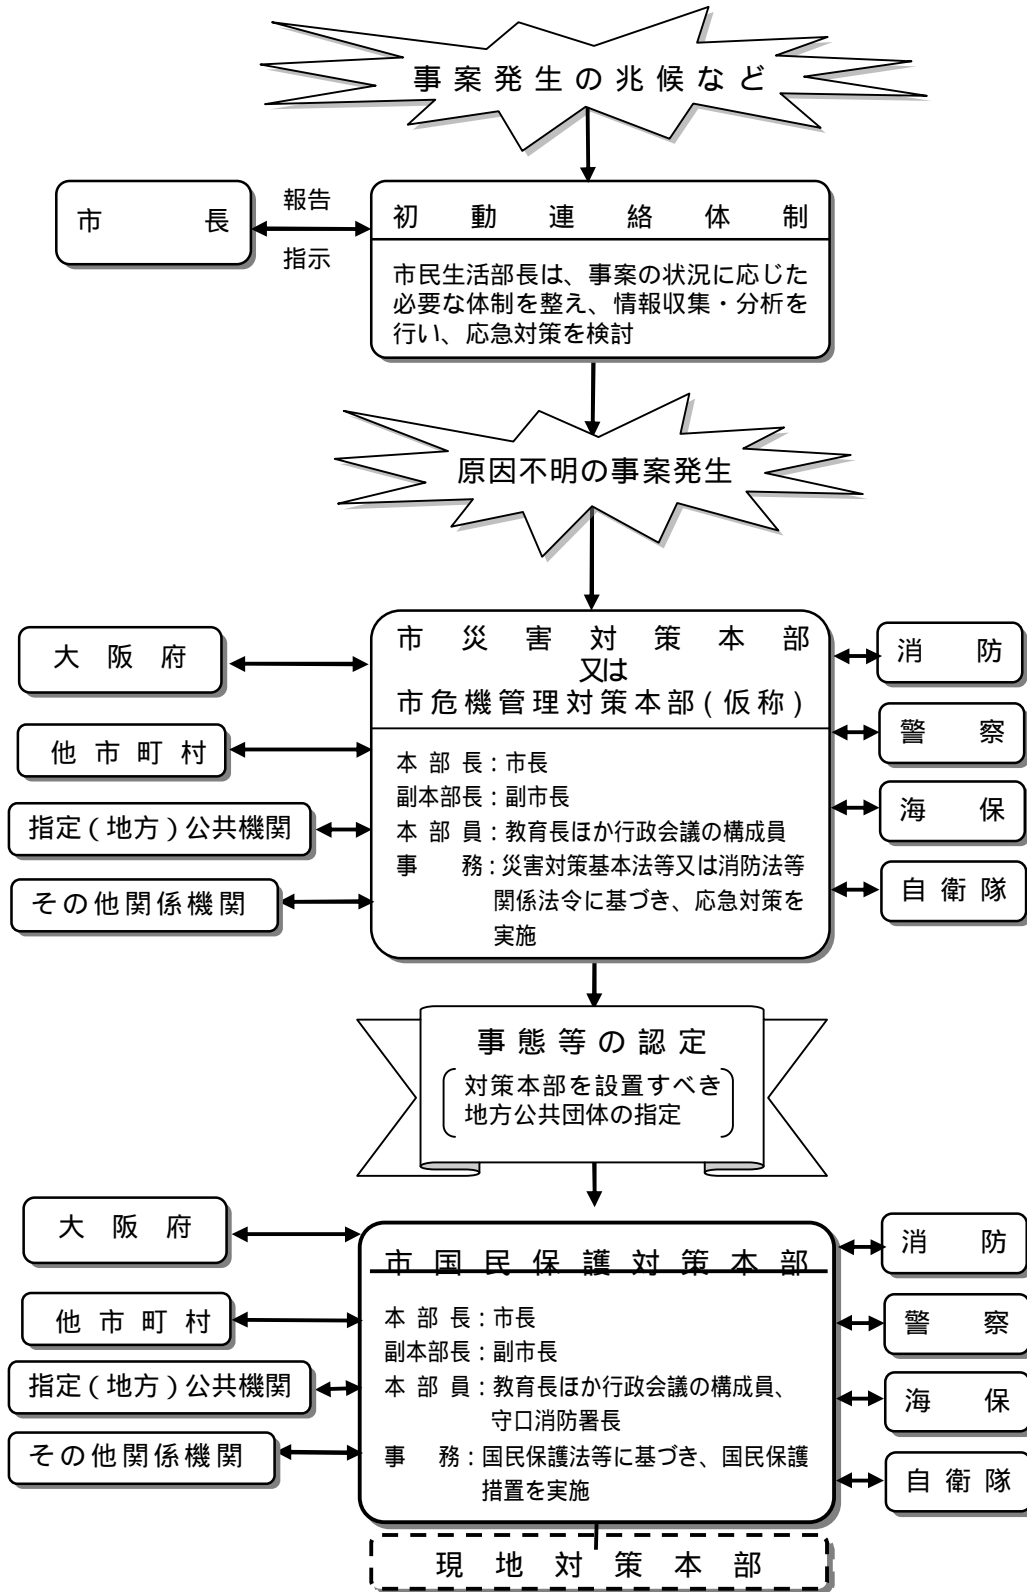 事案発生の兆候など
市長
報告
指示
初動連絡体制
市民生活部長は、事案の状況に応じた
必要な体制を整え、情報収集・分析を
行い、応急対策を検討
原因不明の事案発生
市災害対策本部
又は
市危機管理対策本部(仮称)
本部長：市長
副本部長：副市長
本部員：教育長ほか行政会議の構成員
事務：災害対策基本法等又は消防法等
関係法令に基づき、応急対策を
実施
大阪府
他市町村
指定(地方)公共機関
その他関係機関
消防
警察
海保
自衛隊
事態等の認定
対策本部を設置すべき
地方公共団体の指定
市国民保護対策本部
本部長：市長
副本部長：副市長
本部員：教育長ほか行政会議の構成員、
守口消防署長
事務：国民保護法等に基づき、国民保護
措置を実施
大阪府
他市町村
指定(地方)公共機関
その他関係機関
消防
警察
海保
自衛隊
現地対策本部